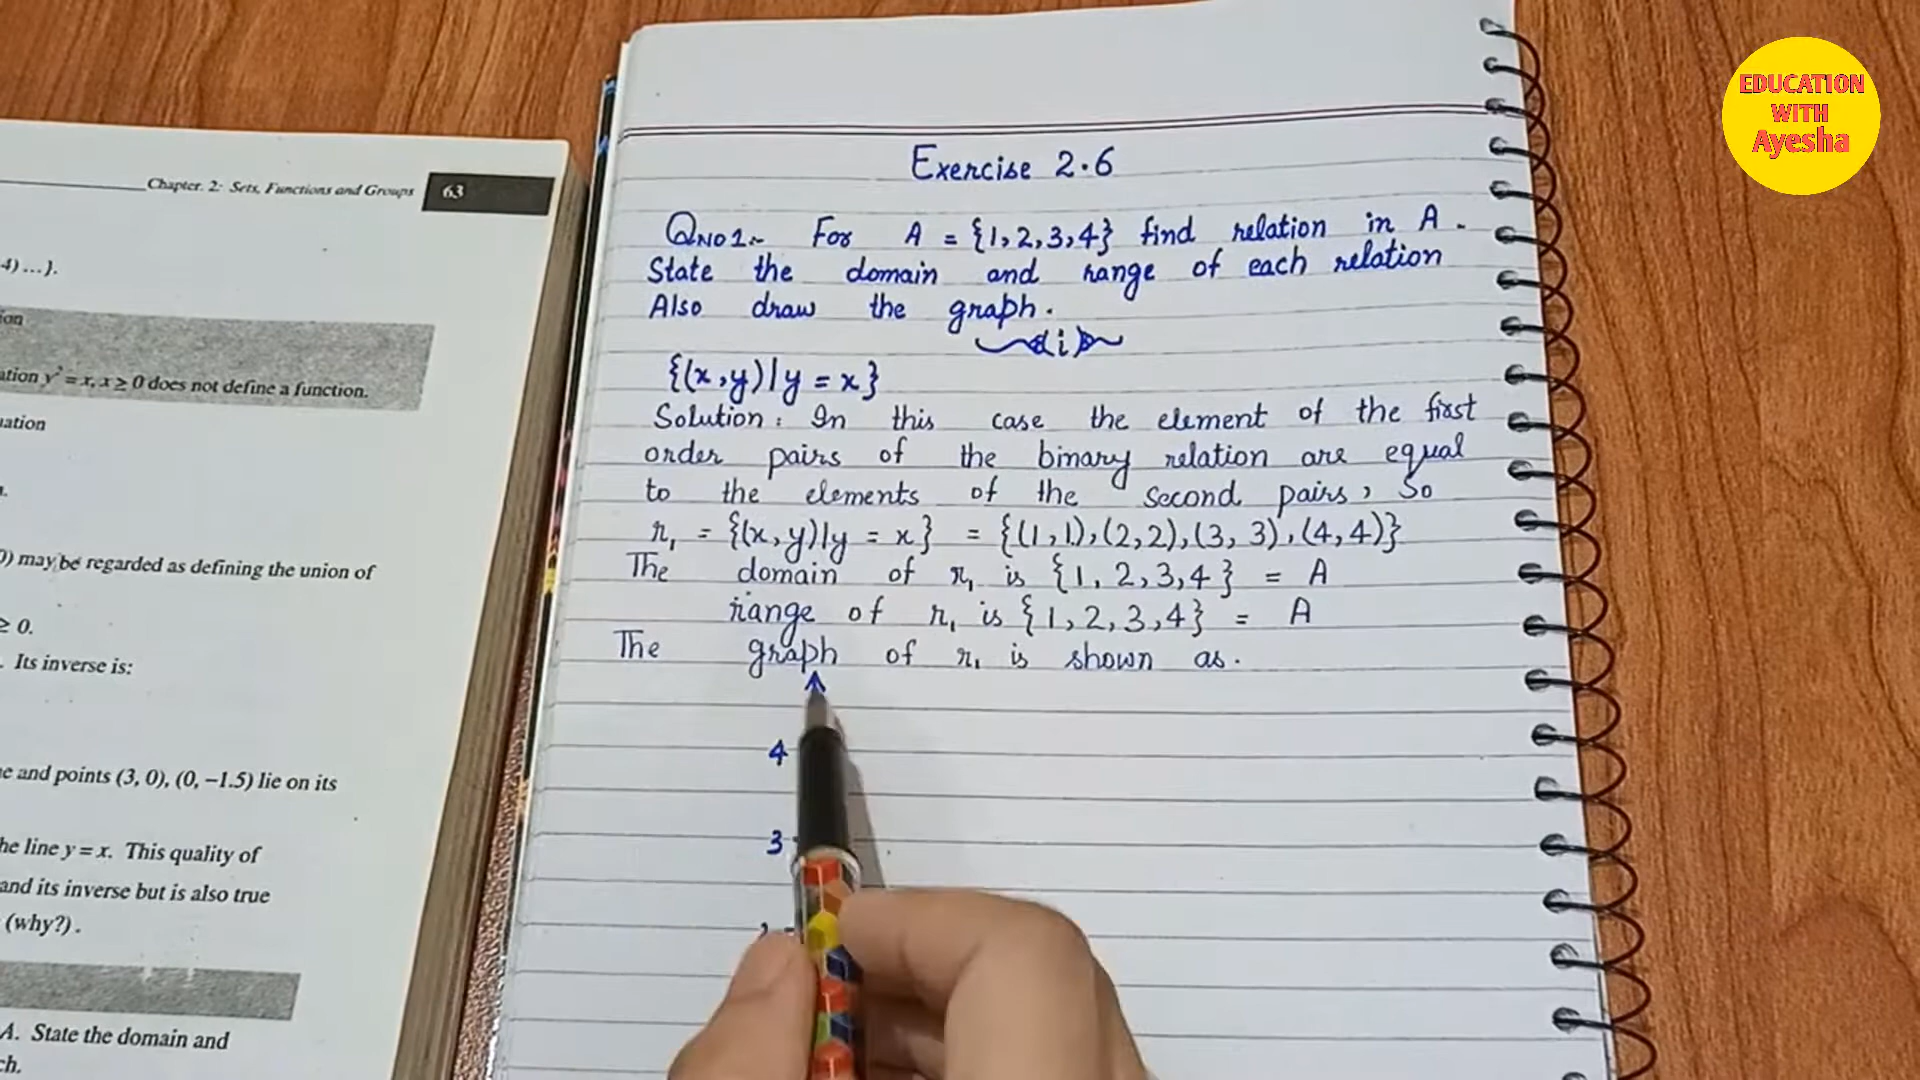 Chapter. 2: Sets, Functions and Groups 63
4) ...}.
ation y² = x, x ≥ 0 does not define a function.
0) may be regarded as defining the union of
≥ 0.
. Its inverse is:
e and points (3, 0), (0, –1.5) lie on its
he line y = x. This quality of
and its inverse but is also true
(why?).
A. State the domain and
ch.
Exercise 2.6
QNO1.~ For A = {1,2,3,4} find relation in A.
State the domain and range of each relation
Also draw the graph.
i
{(x,y)|y = x}
Solution: In this case the element of the first
order pairs of the binary relation are equal
to the elements of the second pairs, So
r₁ = {(x,y)|y = x} = {(1,1),(2,2),(3,3),(4,4)}
The domain of r₁ is {1, 2,3,4} = A
range of r₁ is {1,2,3,4} = A
The graph of r₁ is shown as.
4
3
EDUCATION
WITH
Ayesha